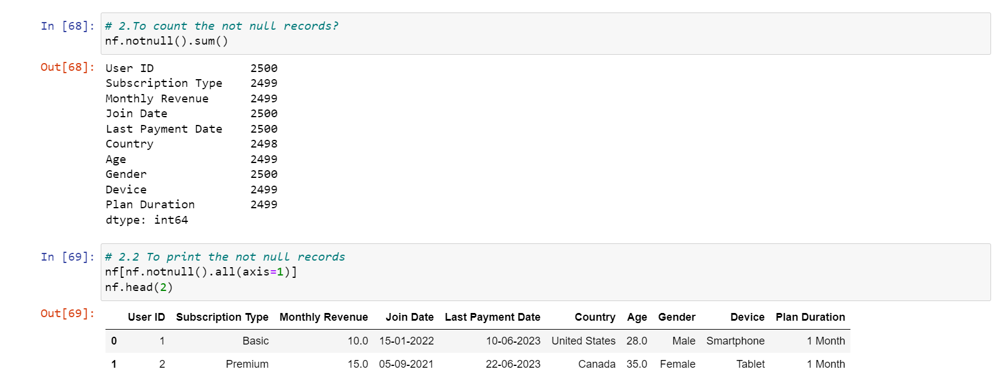 In [68]: # 2.To count the not null records?
nf.notnull().sum()
Out[68]: User ID 2500
Subscription Type 2499
Monthly Revenue 2499
Join Date 2500
Last Payment Date 2500
Country 2498
Age 2499
Gender 2500
Device 2499
Plan Duration 2499
dtype: int64
In [69]: # 2.2 To print the not null records
nf[nf.notnull().all(axis=1)]
nf.head(2)
Out[69]:
User ID Subscription Type Monthly Revenue Join Date Last Payment Date Country Age Gender Device Plan Duration
0 1 Basic 10.0 15-01-2022 10-06-2023 United States 28.0 Male Smartphone 1 Month
1 2 Premium 15.0 05-09-2021 22-06-2023 Canada 35.0 Female Tablet 1 Month